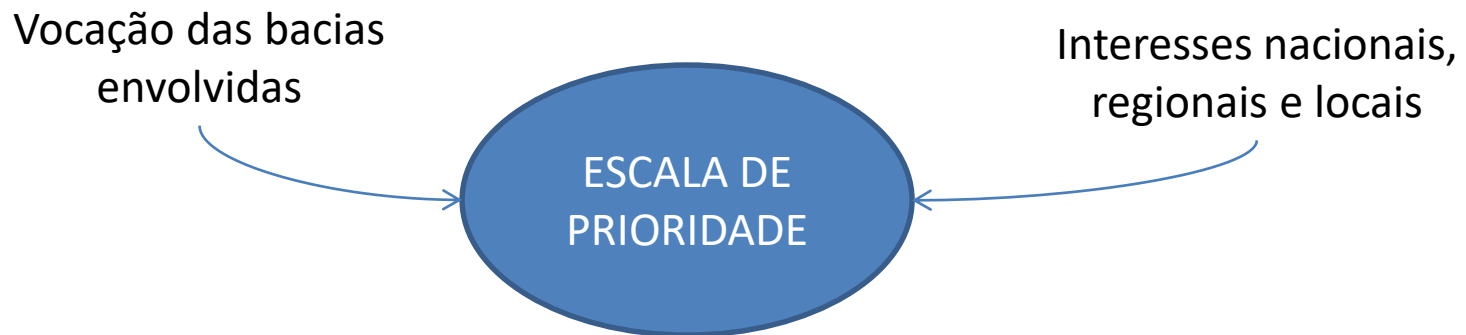 Vocação das bacias
envolvidas
Interesses nacionais,
regionais e locais
ESCALA DE
PRIORIDADE